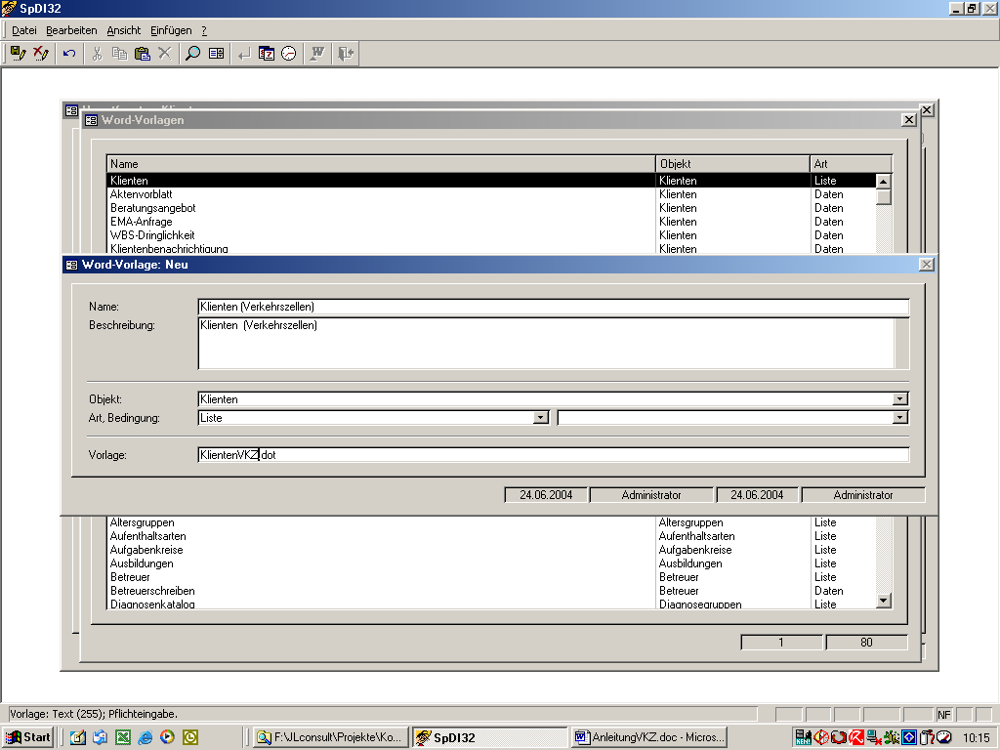 SpDI32
Datei Bearbeiten Ansicht Einfügen ?
Word-Vorlagen
Name Objekt Art
Klienten Klienten Liste
Aktenvorblatt Klienten Daten
Beratungsangebot Klienten Daten
EMA-Anfrage Klienten Daten
WBS-Dringlichkeit Klienten Daten
Klientenbenachrichtigung Klienten Daten
Word-Vorlage: Neu
Name: Klienten (Verkehrszellen)
Beschreibung: Klienten (Verkehrszellen)
Objekt: Klienten
Art, Bedingung: Liste
Vorlage: KlientenVKZ.dot
24.06.2004 Administrator 24.06.2004 Administrator
Altersgruppen Altersgruppen Liste
Aufenthaltsarten Aufenthaltsarten Liste
Aufgabenkreise Aufgabenkreise Liste
Ausbildungen Ausbildungen Liste
Betreuer Betreuer Liste
Betreuerschreiben Betreuer Daten
Diagnosenkatalog Diagnosegruppen Liste
1 80
Vorlage: Text (255); Pflichteingabe. NF
Start F:\JLconsult\Projekte\Ko... SpDI32 AnleitungVKZ.doc - Micros... 10:15